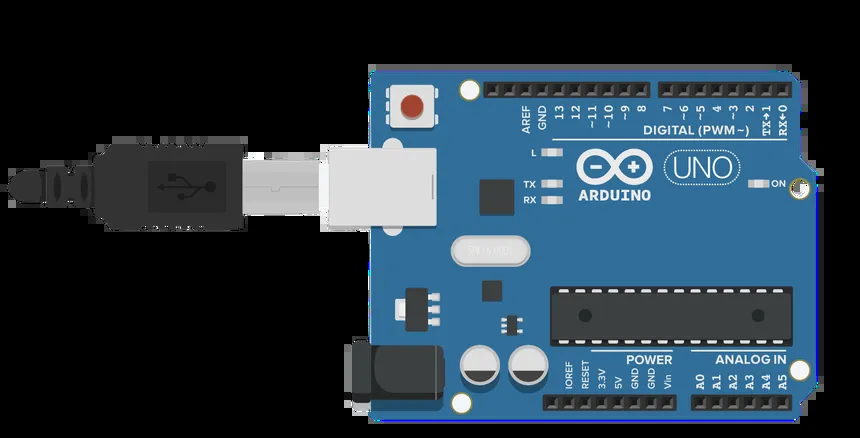 AREF
GND
13
12
~11
~10
~9
8
7
~6
~5
4
~3
2
TX→1
RX←0
DIGITAL (PWM~)
L
TX
RX
ARDUINO
UNO
ON
POWER
ANALOG IN
IOREF
RESET
3.3V
5V
GND
GND
Vin
A0
A1
A2
A3
A4
A5